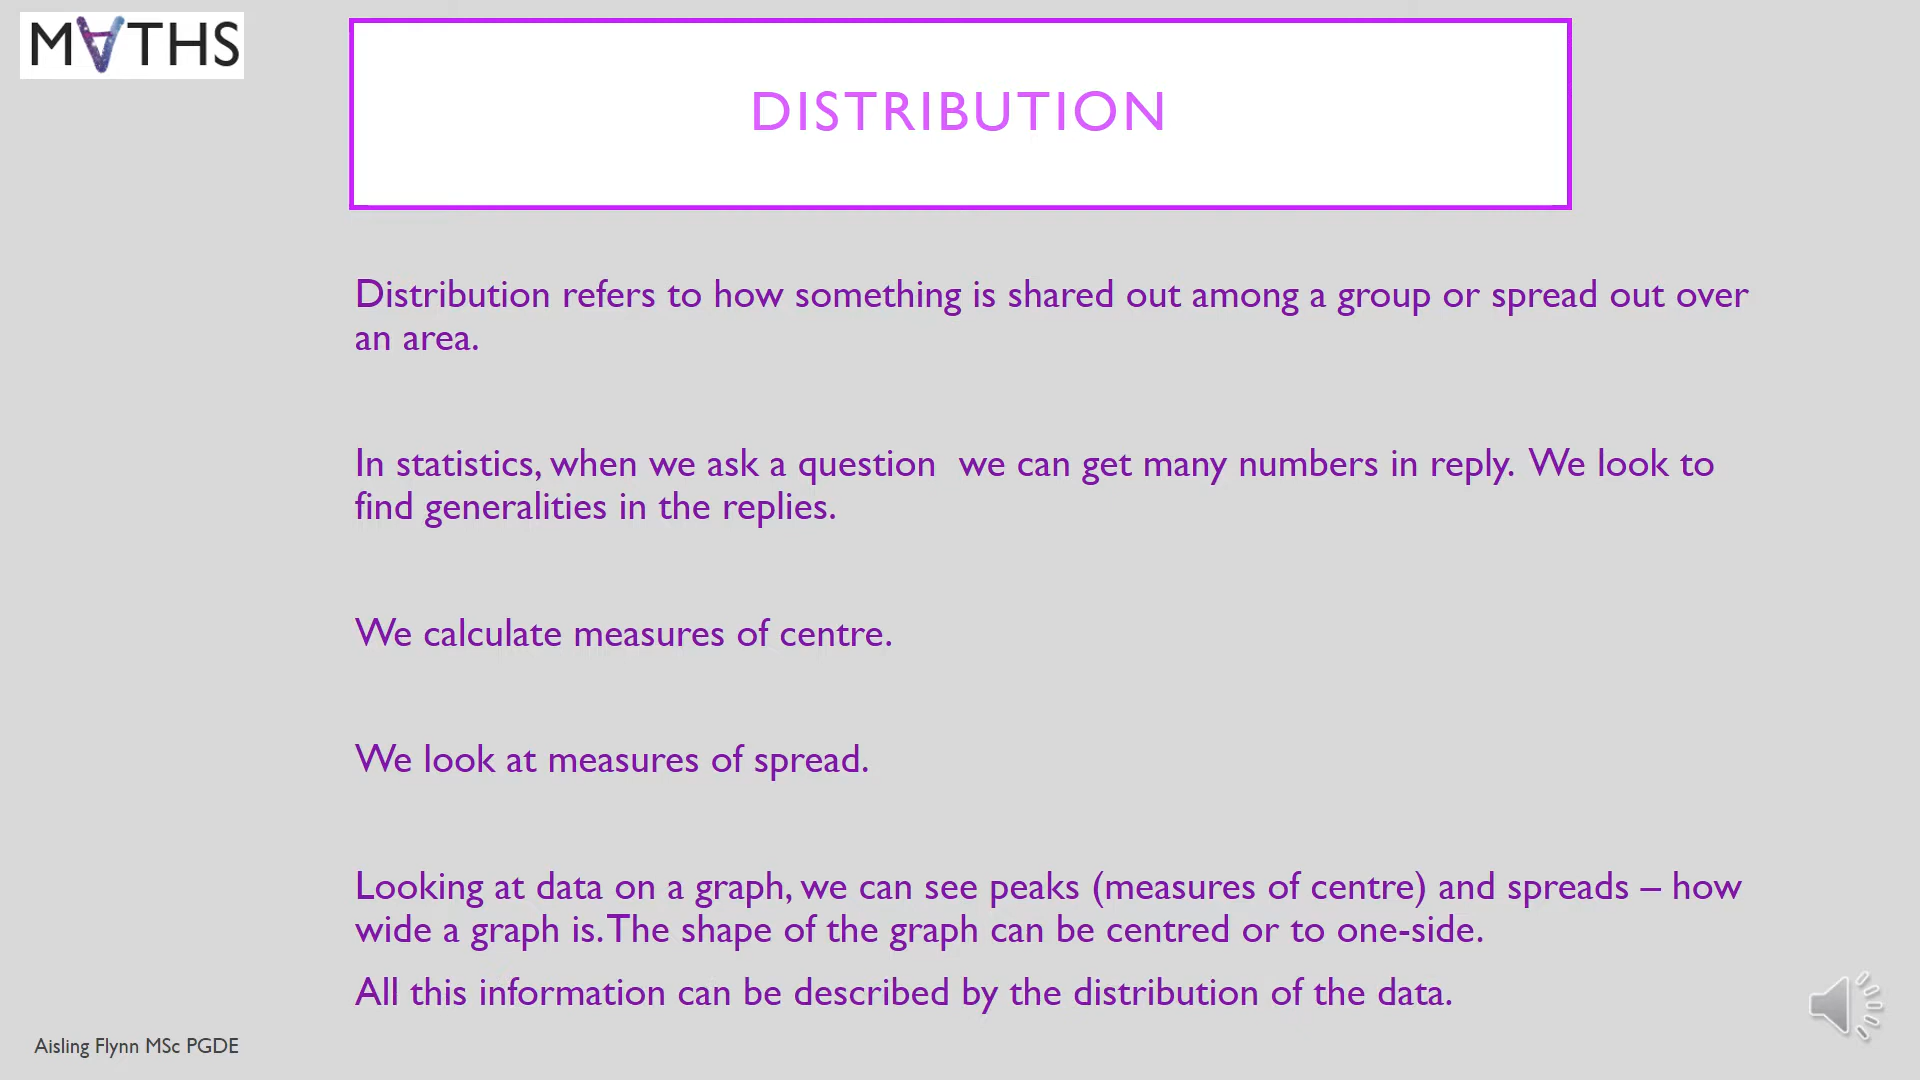 M∀THS
DISTRIBUTION
Distribution refers to how something is shared out among a group or spread out over
an area.
In statistics, when we ask a question  we can get many numbers in reply.  We look to
find generalities in the replies.
We calculate measures of centre.
We look at measures of spread.
Looking at data on a graph, we can see peaks (measures of centre) and spreads – how
wide a graph is. The shape of the graph can be centred or to one-side.
All this information can be described by the distribution of the data.
Aisling Flynn MSc PGDE